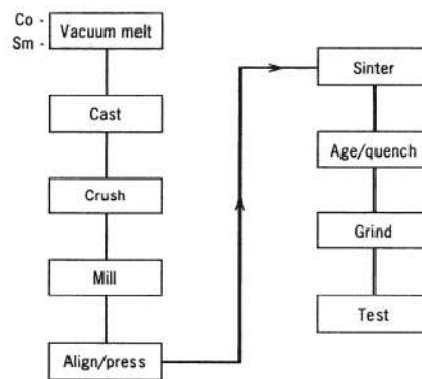 Co -
Sm -
Vacuum melt
Cast
Crush
Mill
Align/press
Sinter
Age/quench
Grind
Test